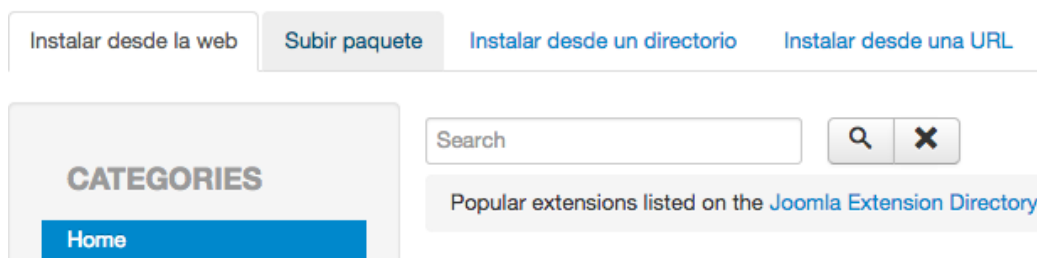 Instalar desde la web Subir paquete Instalar desde un directorio Instalar desde una URL
Search
CATEGORIES
Popular extensions listed on the Joomla Extension Directory
Home